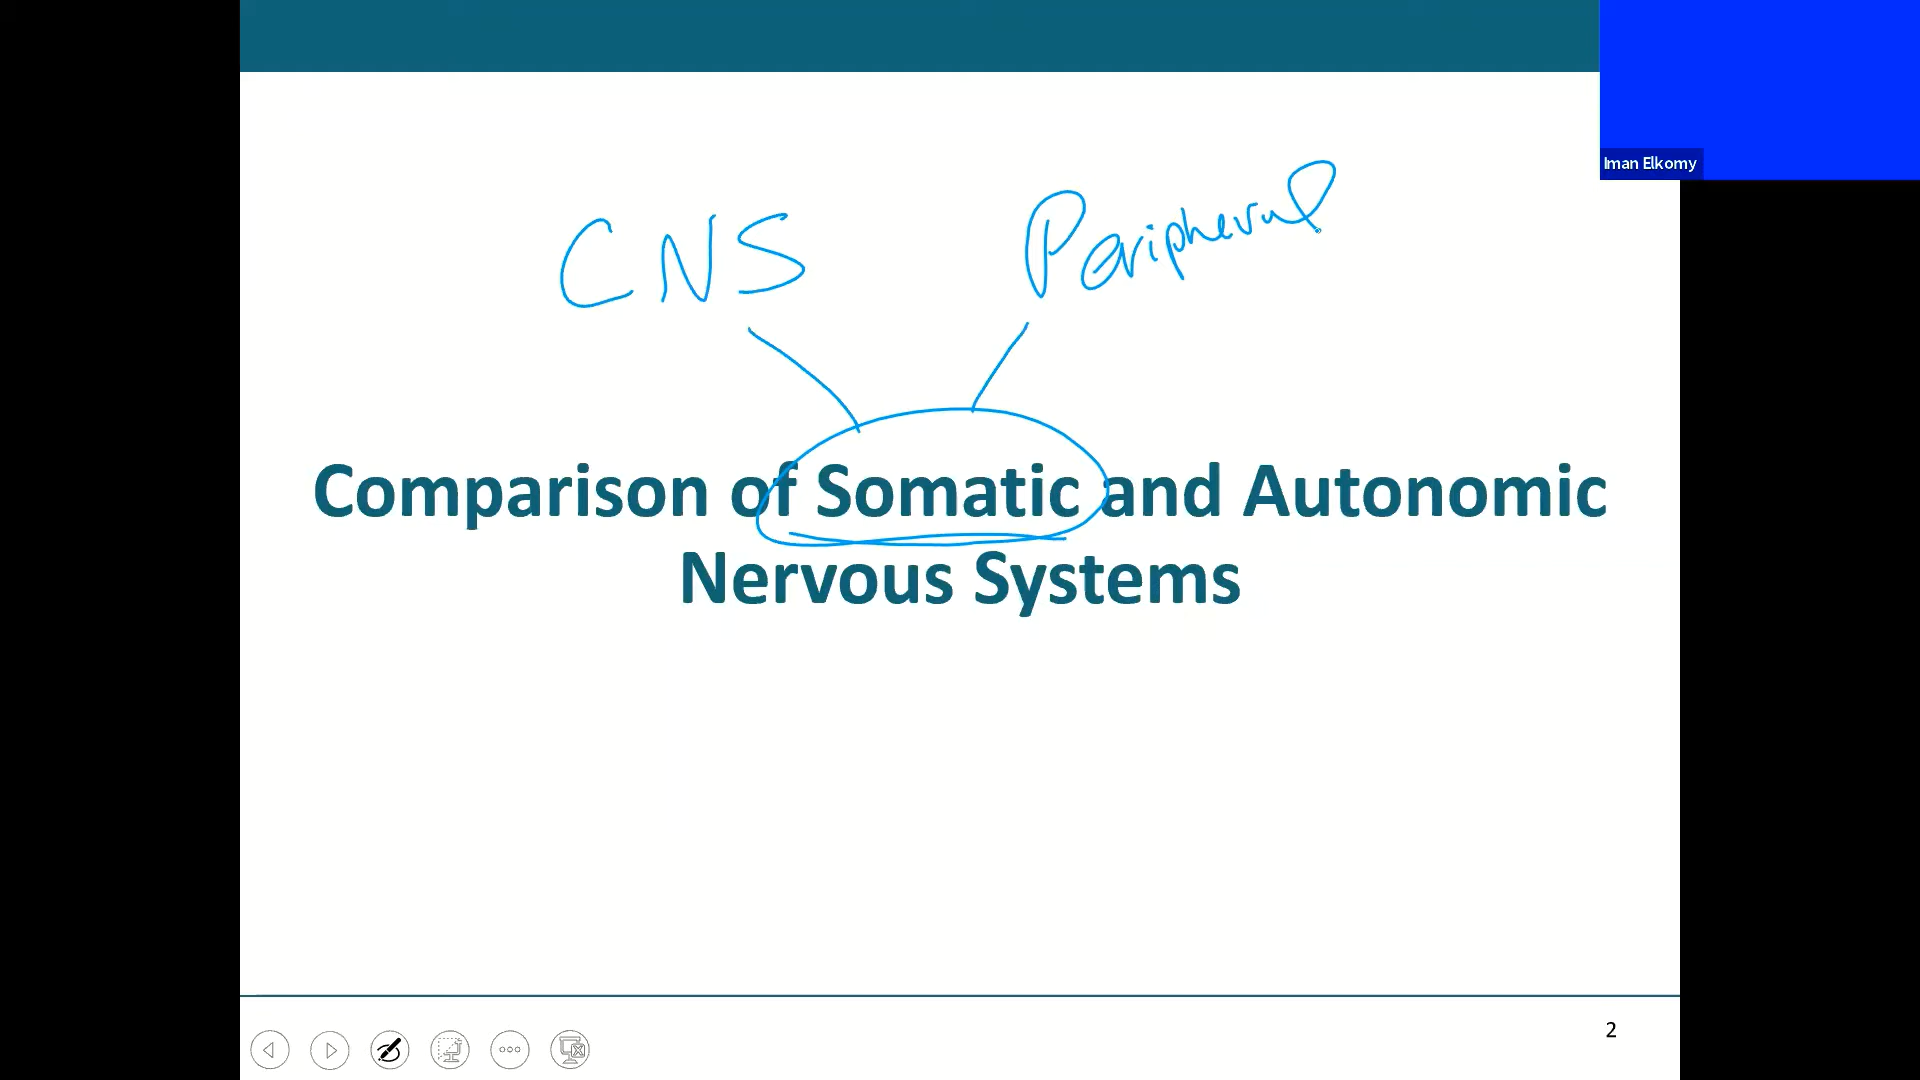 Iman Elkomy
CNS
Peripheral
Comparison of Somatic and Autonomic
Nervous Systems
2